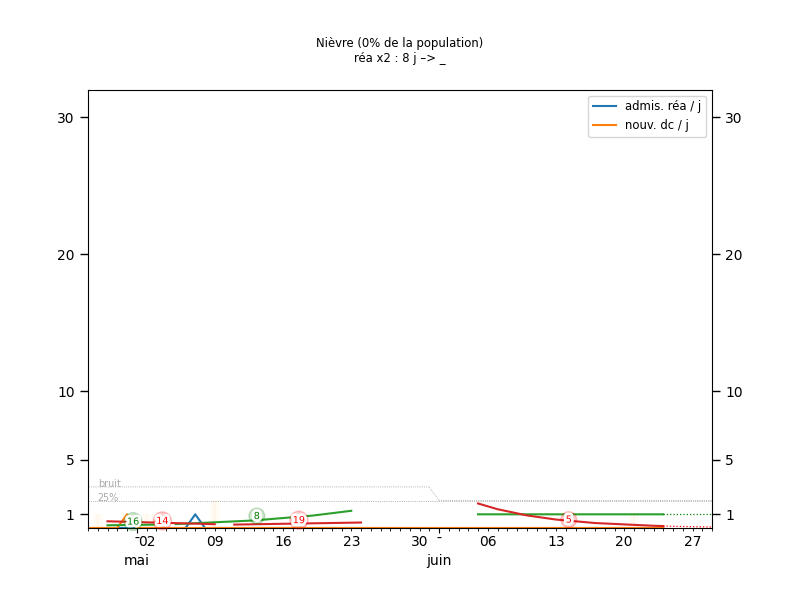 Nièvre (0% de la population)
réa x2 : 8 j –> _
admis. réa / j
nouv. dc / j
30 30
20 20
10 10
5 5
bruit
25%
1 16 14 8 19 5 1
02 09 16 23 30 06 13 20 27
mai juin